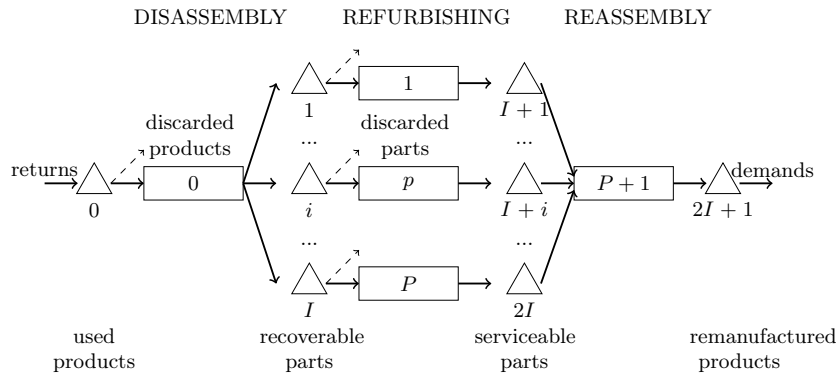 DISASSEMBLY REFURBISHING REASSEMBLY
1
1
I + 1
...
discarded
products
discarded
parts
...
returns
0
0
i
p
I + i
P + 1
demands
2I + 1
...
...
P
I
2I
used
products
recoverable
parts
serviceable
parts
remanufactured
products